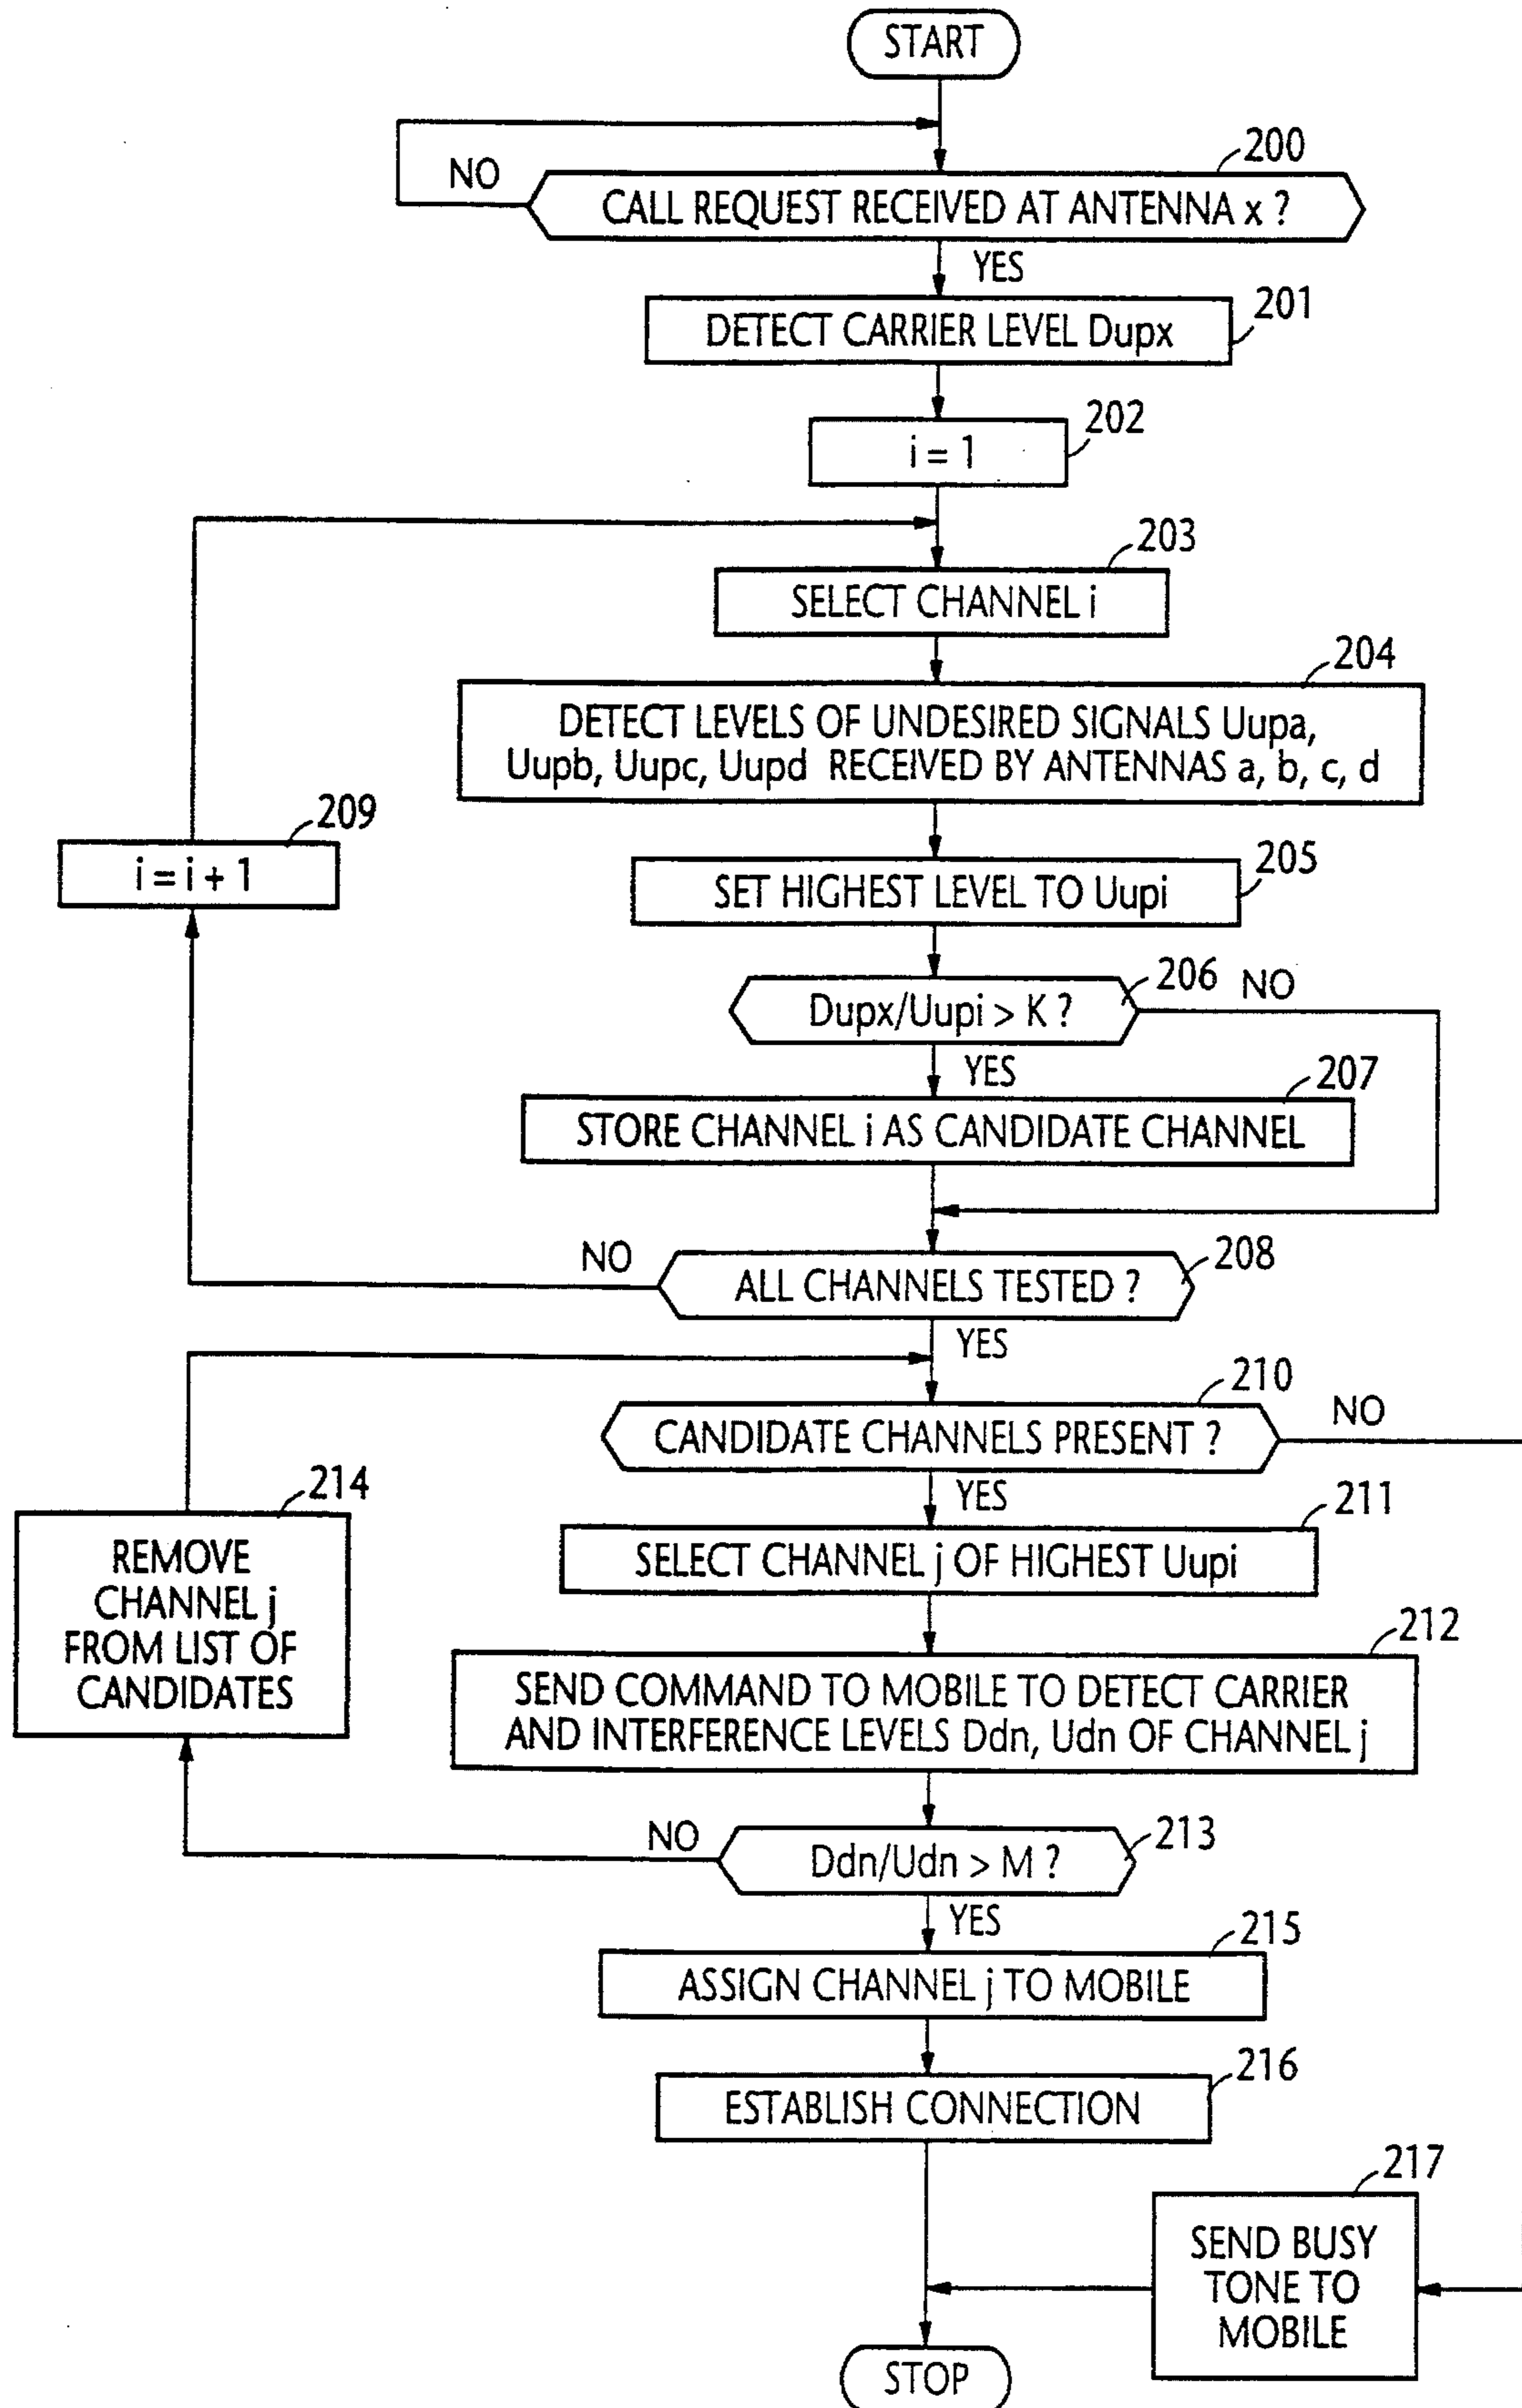 START
200
NO
CALL REQUEST RECEIVED AT ANTENNA x ?
YES
201
DETECT CARRIER LEVEL Dupx
202
i = 1
203
SELECT CHANNEL i
204
DETECT LEVELS OF UNDESIRED SIGNALS Uupa,
Uupb, Uupc, Uupd RECEIVED BY ANTENNAS a, b, c, d
209
i = i + 1
205
SET HIGHEST LEVEL TO Uupi
206
NO
Dupx/Uupi > K ?
YES
207
STORE CHANNEL i AS CANDIDATE CHANNEL
NO
208
ALL CHANNELS TESTED ?
YES
210
NO
CANDIDATE CHANNELS PRESENT ?
YES
214
REMOVE
CHANNEL j
FROM LIST OF
CANDIDATES
211
SELECT CHANNEL j OF HIGHEST Uupi
212
SEND COMMAND TO MOBILE TO DETECT CARRIER
AND INTERFERENCE LEVELS Ddn, Udn OF CHANNEL j
NO
213
Ddn/Udn > M ?
YES
215
ASSIGN CHANNEL j TO MOBILE
216
ESTABLISH CONNECTION
217
SEND BUSY
TONE TO
MOBILE
STOP